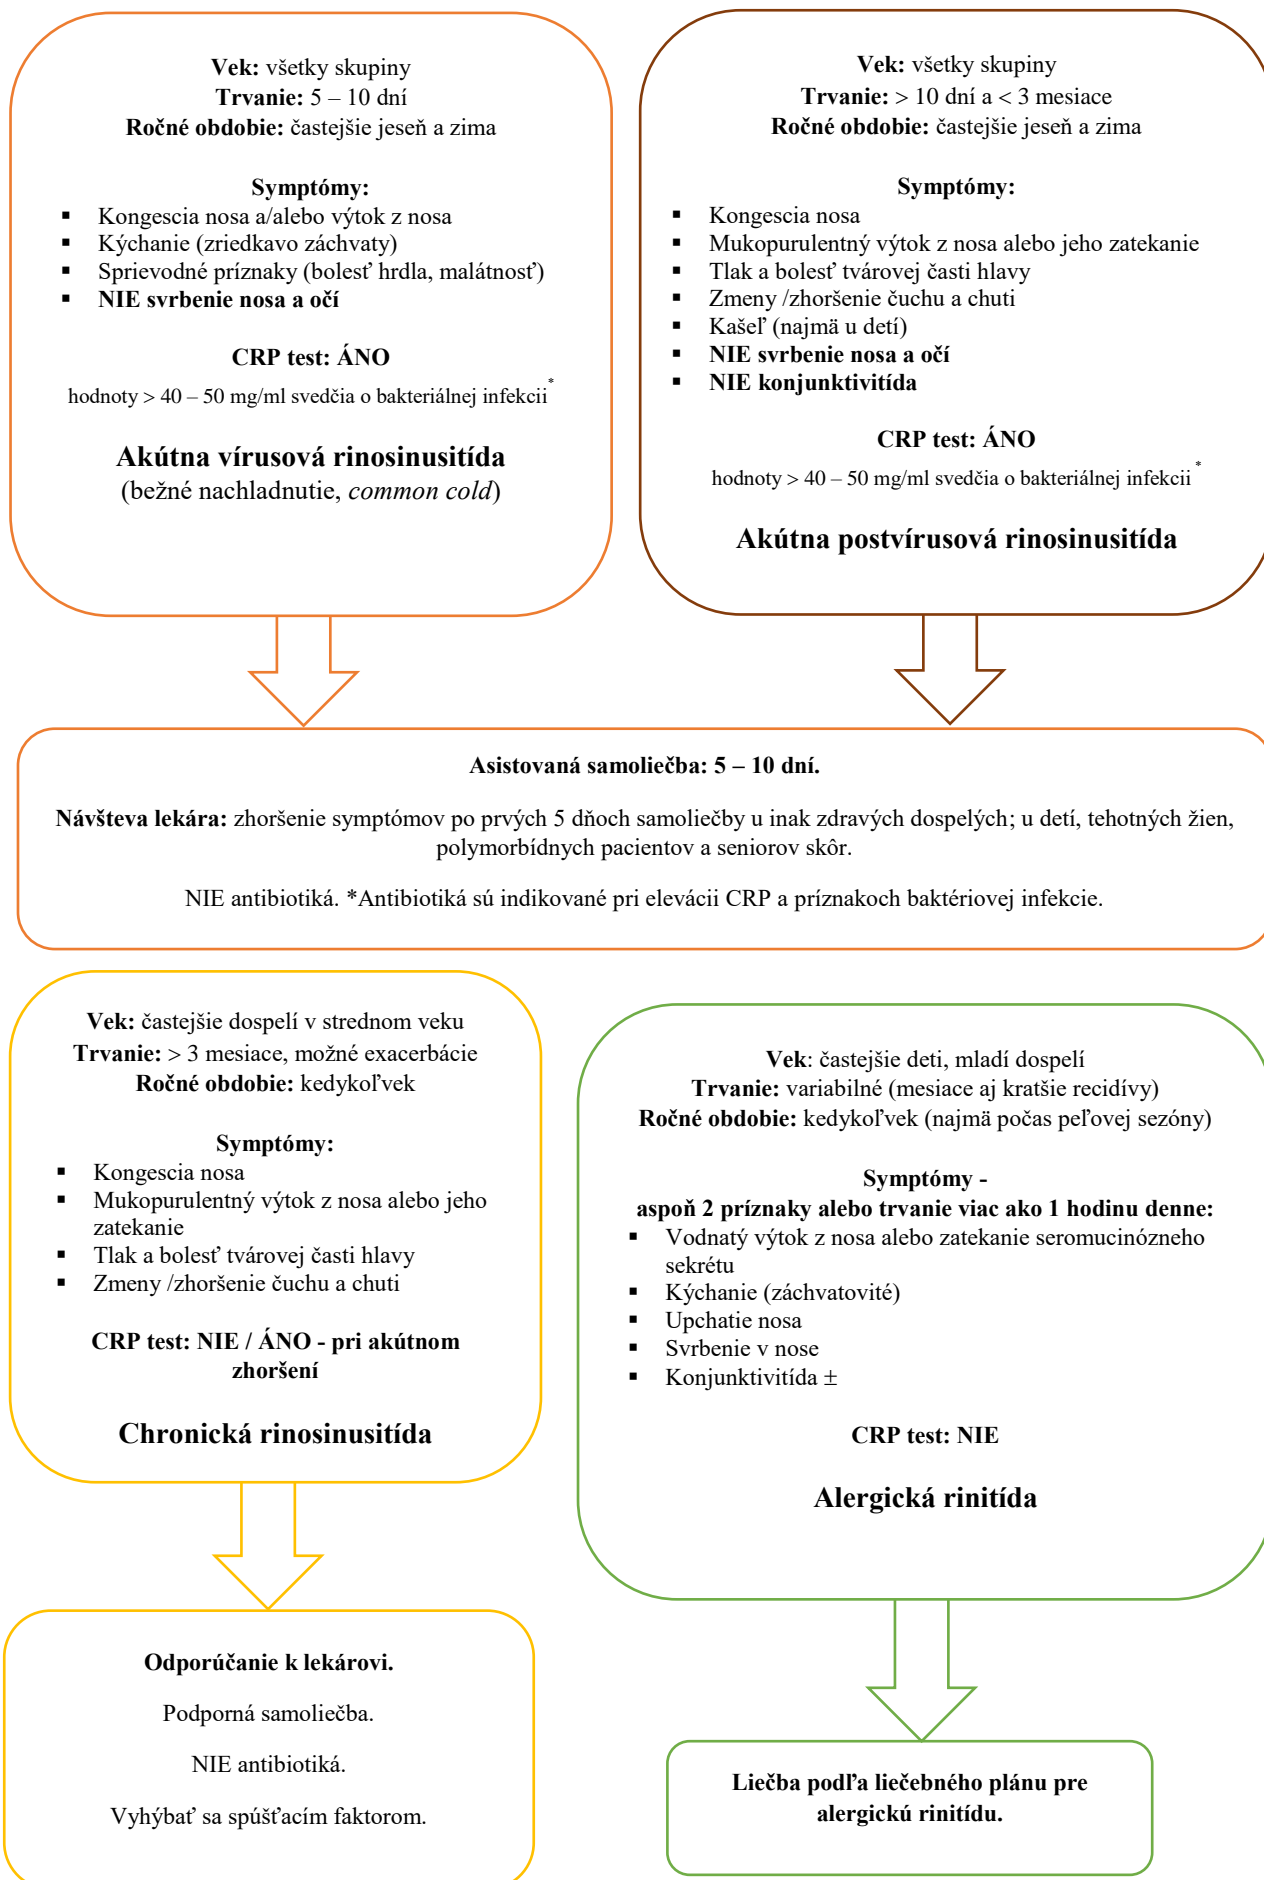 Vek: všetky skupiny
Trvanie: 5 – 10 dní
Ročné obdobie: častejšie jeseň a zima
Symptómy:
▪ Kongescia nosa a/alebo výtok z nosa
▪ Kýchanie (zriedkavo záchvaty)
▪ Sprievodné príznaky (bolesť hrdla, malátnosť)
▪ NIE svrbenie nosa a očí
CRP test: ÁNO
hodnoty > 40 – 50 mg/ml svedčia o bakteriálnej infekcii*
Akútna vírusová rinosinusitída
(bežné nachladnutie, common cold)
Vek: všetky skupiny
Trvanie: > 10 dní a < 3 mesiace
Ročné obdobie: častejšie jeseň a zima
Symptómy:
▪ Kongescia nosa
▪ Mukopurulentný výtok z nosa alebo jeho zatekanie
▪ Tlak a bolesť tvárovej časti hlavy
▪ Zmeny /zhoršenie čuchu a chuti
▪ Kašeľ (najmä u detí)
▪ NIE svrbenie nosa a očí
▪ NIE konjunktivitída
CRP test: ÁNO
hodnoty > 40 – 50 mg/ml svedčia o bakteriálnej infekcii *
Akútna postvírusová rinosinusitída
Asistovaná samoliečba: 5 – 10 dní.
Návšteva lekára: zhoršenie symptómov po prvých 5 dňoch samoliečby u inak zdravých dospelých; u detí, tehotných žien,
polymorbídnych pacientov a seniorov skôr.
NIE antibiotiká. *Antibiotiká sú indikované pri elevácii CRP a príznakoch baktériovej infekcie.
Vek: častejšie dospelí v strednom veku
Trvanie: > 3 mesiace, možné exacerbácie
Ročné obdobie: kedykoľvek
Symptómy:
▪ Kongescia nosa
▪ Mukopurulentný výtok z nosa alebo jeho
zatekanie
▪ Tlak a bolesť tvárovej časti hlavy
▪ Zmeny /zhoršenie čuchu a chuti
CRP test: NIE / ÁNO - pri akútnom
zhoršení
Chronická rinosinusitída
Vek: častejšie deti, mladí dospelí
Trvanie: variabilné (mesiace aj kratšie recidívy)
Ročné obdobie: kedykoľvek (najmä počas peľovej sezóny)
Symptómy -
aspoň 2 príznaky alebo trvanie viac ako 1 hodinu denne:
▪ Vodnatý výtok z nosa alebo zatekanie seromucinózneho
sekrétu
▪ Kýchanie (záchvatovité)
▪ Upchatie nosa
▪ Svrbenie v nose
▪ Konjunktivitída ±
CRP test: NIE
Alergická rinitída
Odporúčanie k lekárovi.
Podporná samoliečba.
NIE antibiotiká.
Vyhýbať sa spúšťacím faktorom.
Liečba podľa liečebného plánu pre
alergickú rinitídu.